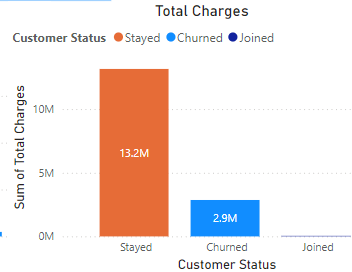 Total Charges
Customer Status Stayed Churned Joined
Sum of Total Charges
10M
5M
0M
13.2M
2.9M
Stayed Churned Joined
Customer Status